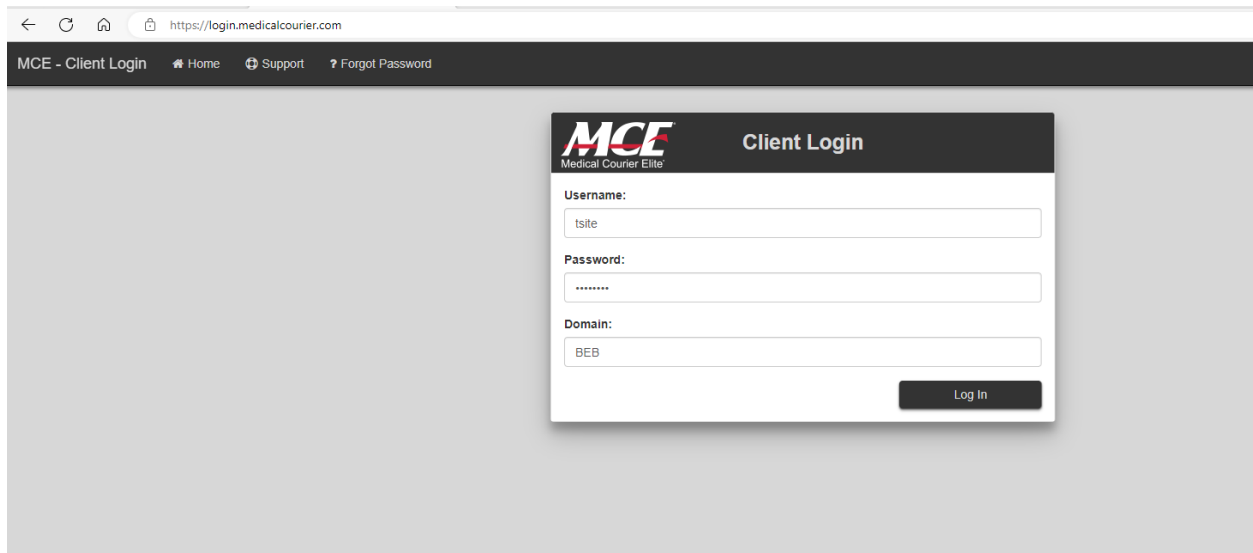 https://login.medicalcourier.com
MCE - Client Login Home Support ? Forgot Password
MCE™ Client Login
Medical Courier Elite
Username:
tsite
Password:
••••••••
Domain:
BEB
Log In